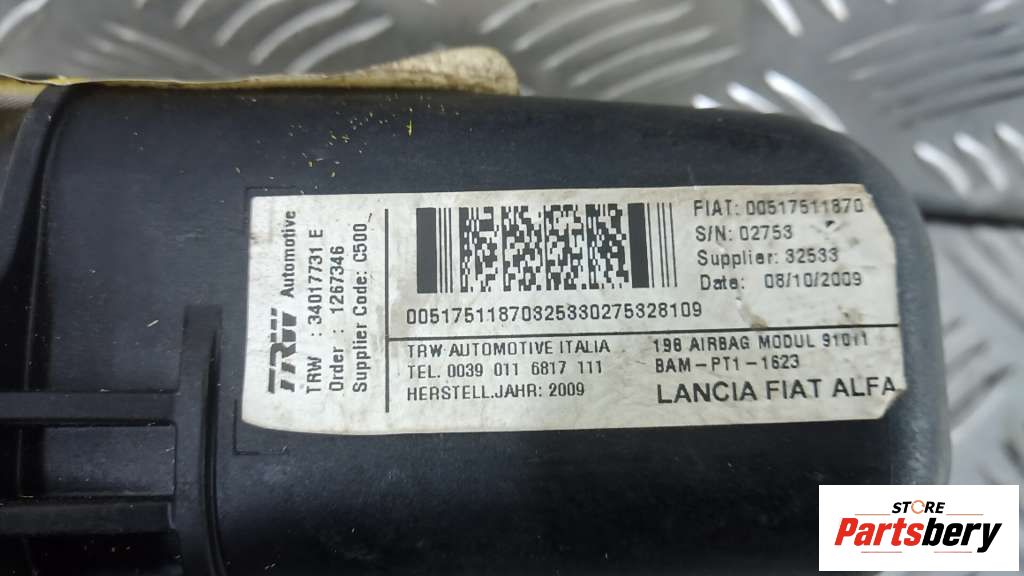 TRW Automotive
TRW : 34017731 E
Order : 1267346
Supplier Code: C500
FIAT: 00517511870
S/N: 02753
Supplier: 32533
Date: 08/10/2009
00517511870325330275328109
TRW AUTOMOTIVE ITALIA
TEL. 0039 011 6817 111
HERSTELL.JAHR: 2009
198 AIRBAG MODUL 91011
BAM-PT1-1623
LANCIA FIAT ALFA
STORE
Partsbery